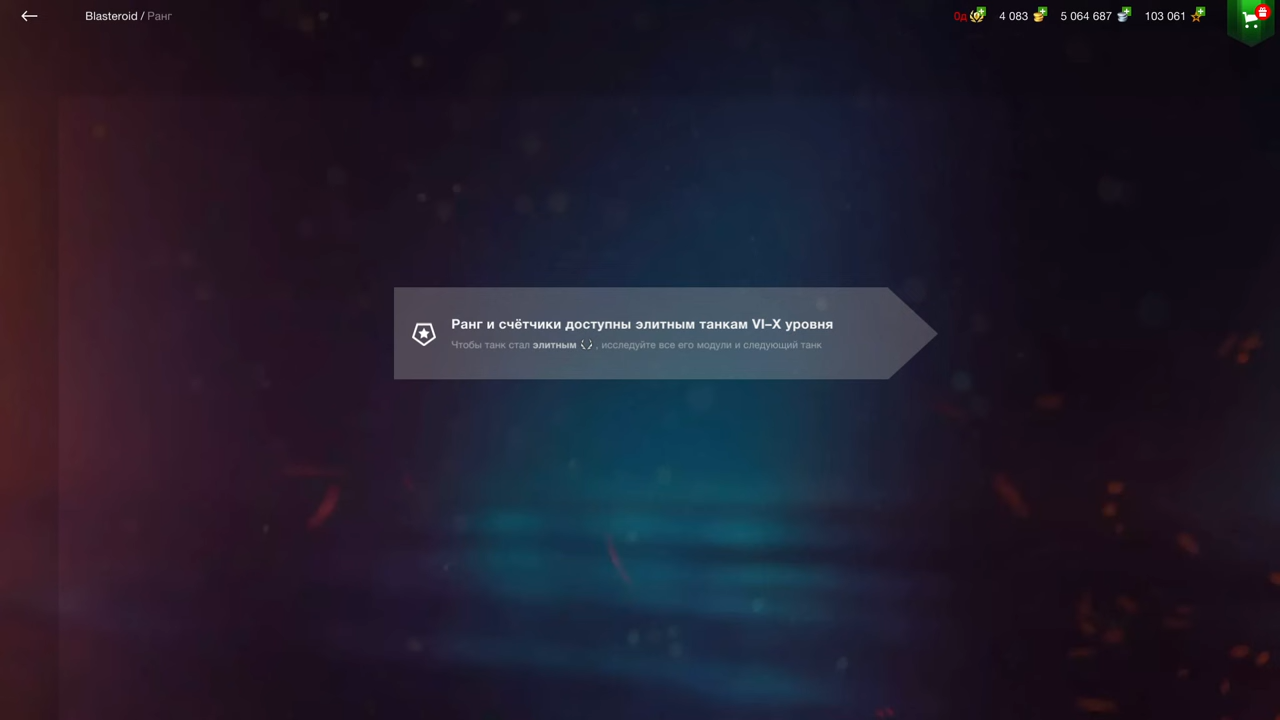 Blasteroid / Ранг
0д 4 083 5 064 687 103 061
Ранг и счётчики доступны элитным танкам VI–X уровня
Чтобы танк стал элитным , исследуйте все его модули и следующий танк